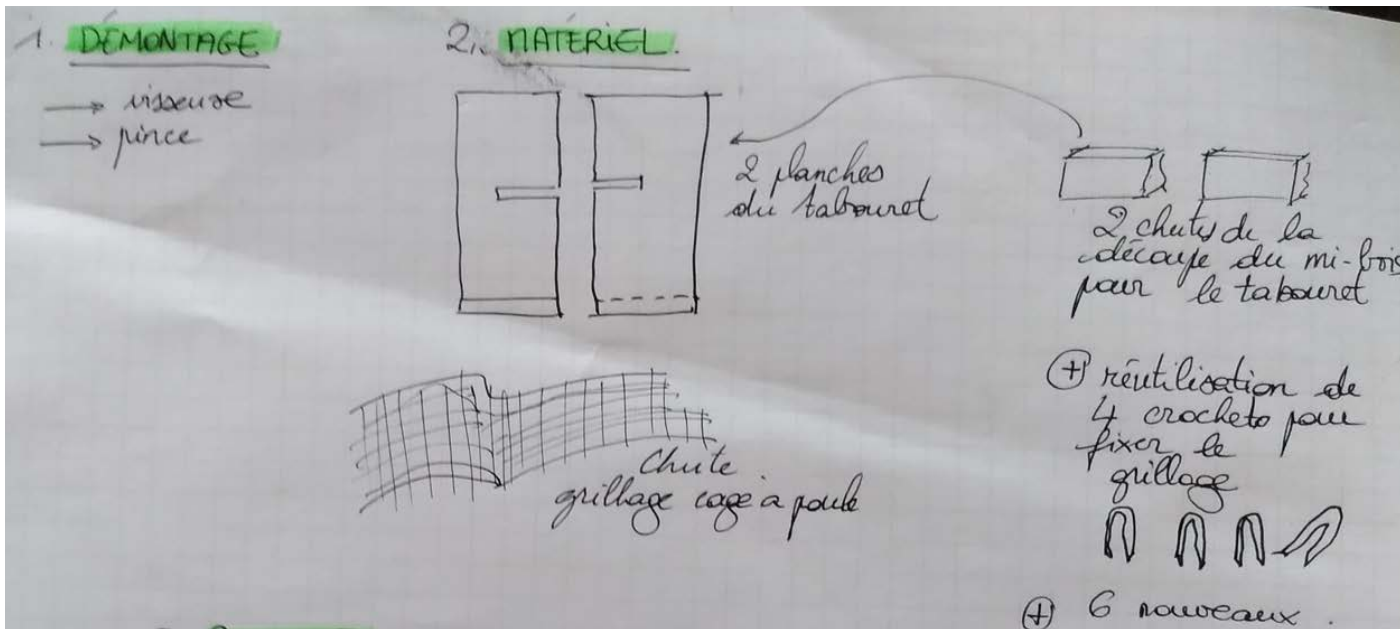 1. DÉMONTAGE
→ visseuse
→ pince
2. MATÉRIEL.
2 planches
du tabouret
2 chutes de la
découpe du mi-bois
pour le tabouret
Chute
grillage cage à poule
+ réutilisation de
4 crochets pour
fixer le
grillage
+ 6 nouveaux.